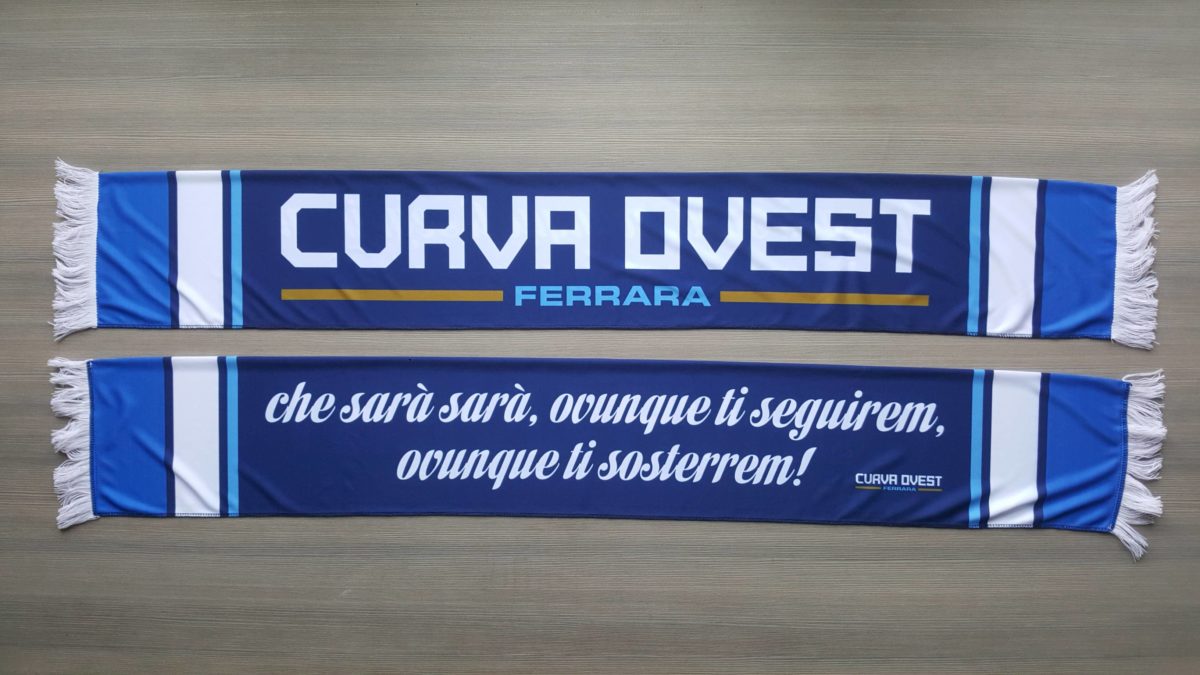 CURVA OVEST
FERRARA
che sarà sarà, ovunque ti seguirem,
ovunque ti sosterrem!
CURVA OVEST
FERRARA